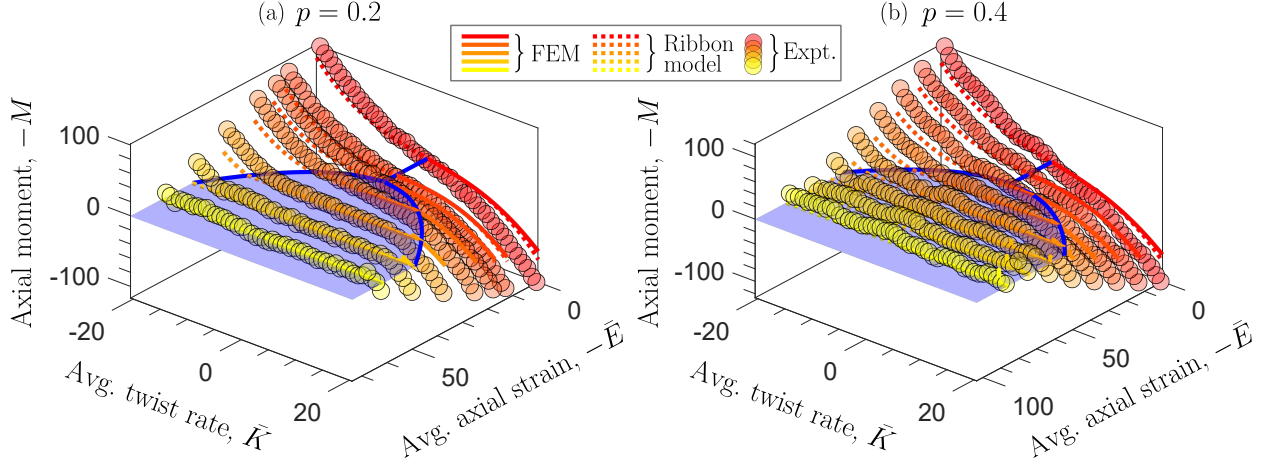 (a) p = 0.2
(b) p = 0.4
FEM
Ribbon
model
Expt.
Axial moment, −M
100
0
-100
-20
0
20
Avg. twist rate, K̄
0
50
Avg. axial strain, −Ē
Axial moment, −M
100
0
-100
-20
0
20
Avg. twist rate, K̄
0
50
100
Avg. axial strain, −Ē